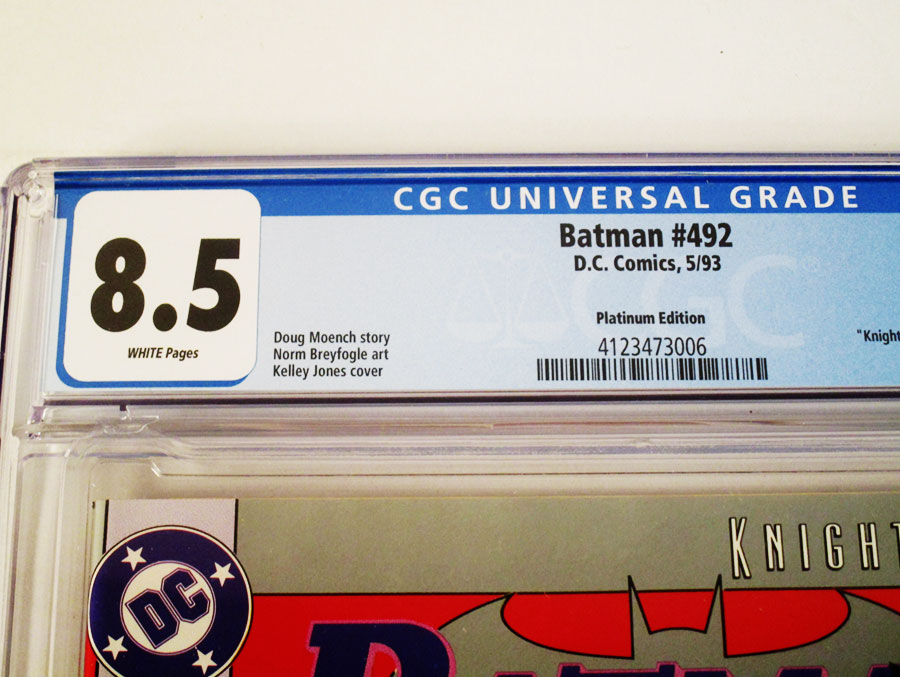 CGC UNIVERSAL GRADE
8.5
WHITE Pages
Doug Moench story
Norm Breyfogle art
Kelley Jones cover
Batman #492
D.C. Comics, 5/93
CGC
Platinum Edition
4123473006
"Knight
KNIGHT
DC